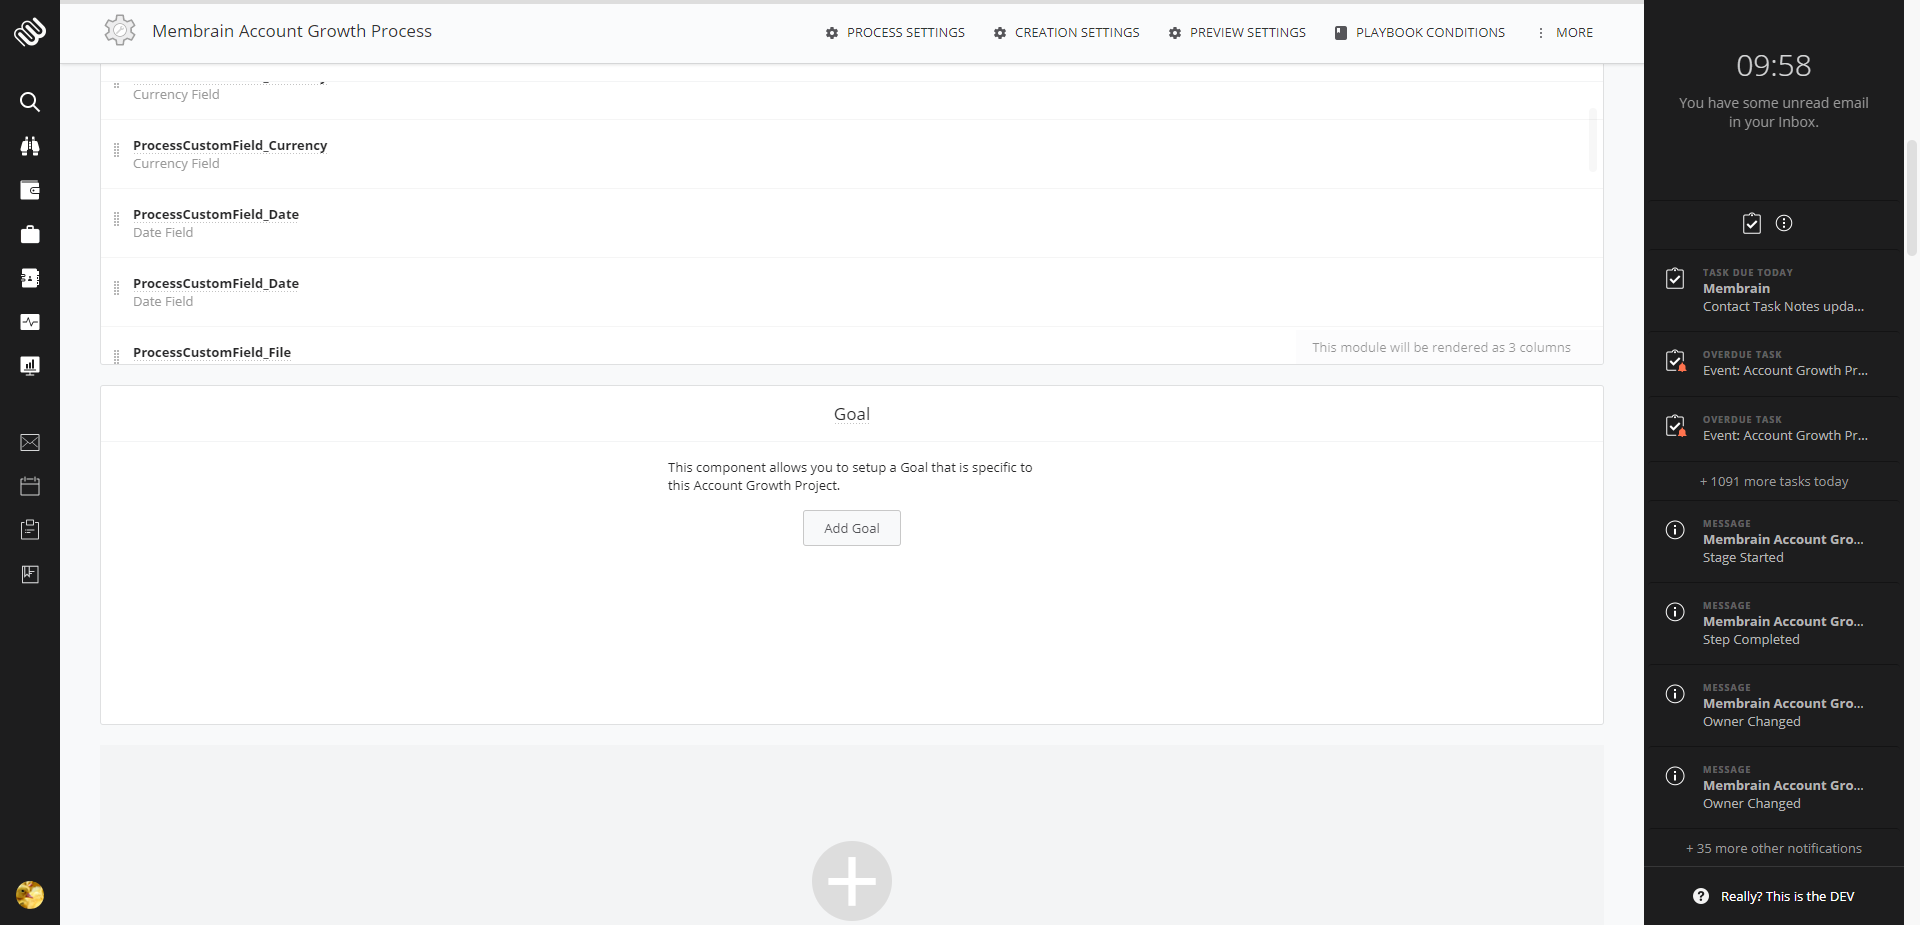 Membrain Account Growth Process
PROCESS SETTINGS
CREATION SETTINGS
PREVIEW SETTINGS
PLAYBOOK CONDITIONS
MORE
Currency Field
ProcessCustomField_Currency
Currency Field
ProcessCustomField_Date
Date Field
ProcessCustomField_Date
Date Field
ProcessCustomField_File
This module will be rendered as 3 columns
Goal
This component allows you to setup a Goal that is specific to
this Account Growth Project.
Add Goal
09:58
You have some unread email
in your Inbox.
TASK DUE TODAY
Membrain
Contact Task Notes upda...
OVERDUE TASK
Event: Account Growth Pr...
OVERDUE TASK
Event: Account Growth Pr...
+ 1091 more tasks today
MESSAGE
Membrain Account Gro...
Stage Started
MESSAGE
Membrain Account Gro...
Step Completed
MESSAGE
Membrain Account Gro...
Owner Changed
MESSAGE
Membrain Account Gro...
Owner Changed
+ 35 more other notifications
Really? This is the DEV